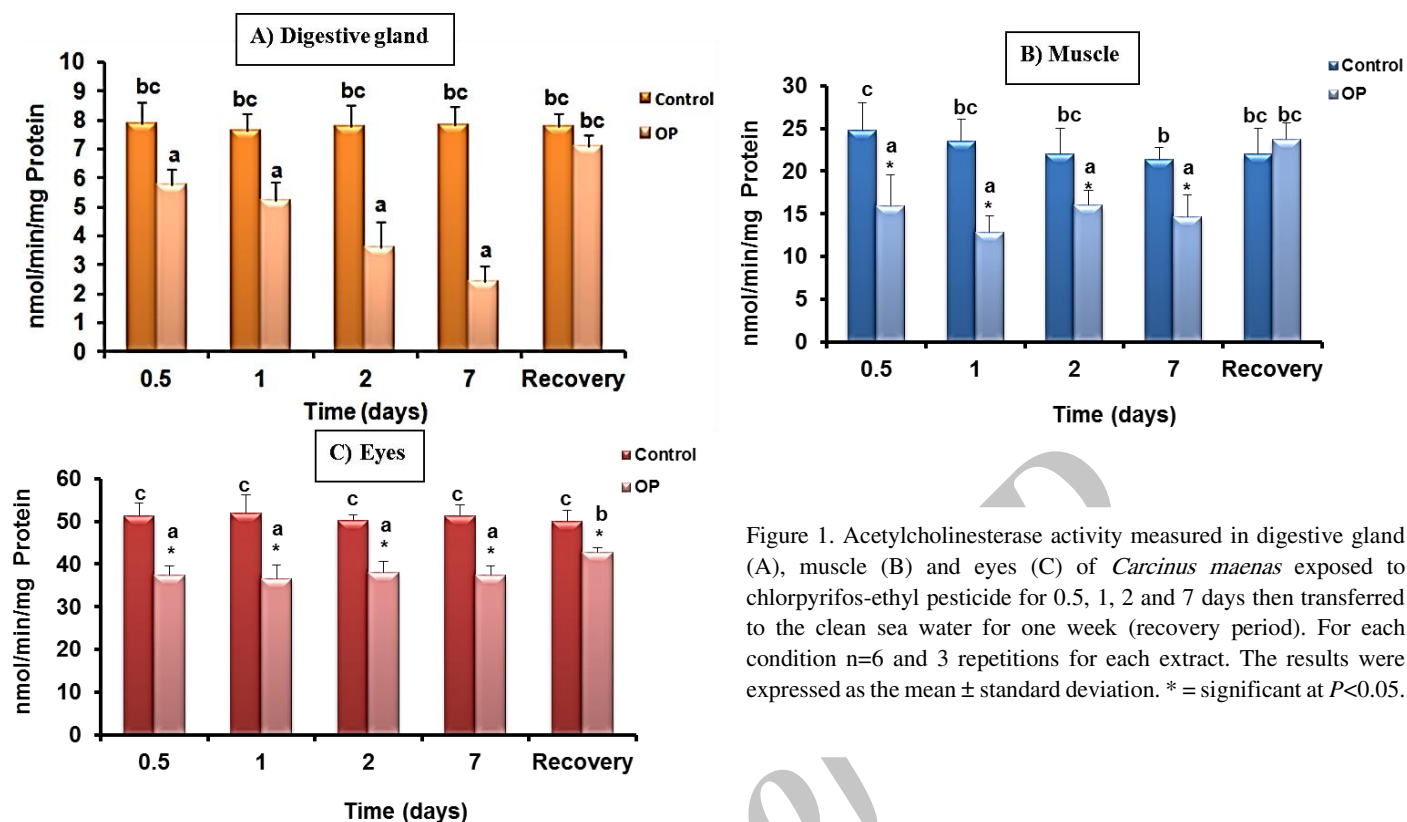 A) Digestive gland
nmol/min/mg Protein
10
9
8
7
6
5
4
3
2
1
0
bc a bc a bc a bc a bc bc
Control
OP
0.5 1 2 7 Recovery
Time (days)
B) Muscle
nmol/min/mg Protein
30
25
20
15
10
5
0
c a * bc a * bc a * b a * bc bc
Control
OP
0.5 1 2 7 Recovery
Time (days)
C) Eyes
nmol/min/mg Protein
60
50
40
30
20
10
0
c a * c a * c a * c a * c b *
Control
OP
0.5 1 2 7 Recovery
Time (days)
Figure 1. Acetylcholinesterase activity measured in digestive gland
(A), muscle (B) and eyes (C) of Carcinus maenas exposed to
chlorpyrifos-ethyl pesticide for 0.5, 1, 2 and 7 days then transferred
to the clean sea water for one week (recovery period). For each
condition n=6 and 3 repetitions for each extract. The results were
expressed as the mean ± standard deviation. * = significant at P<0.05.